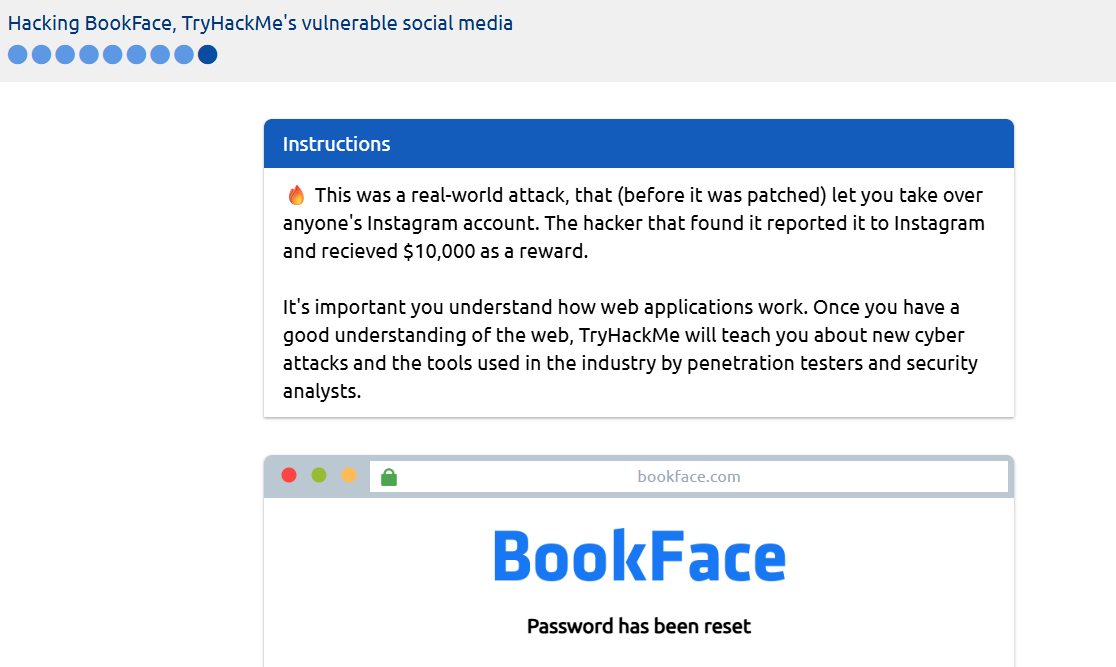 Hacking BookFace, TryHackMe's vulnerable social media
Instructions
🔥 This was a real-world attack, that (before it was patched) let you take over
anyone's Instagram account. The hacker that found it reported it to Instagram
and recieved $10,000 as a reward.
It's important you understand how web applications work. Once you have a
good understanding of the web, TryHackMe will teach you about new cyber
attacks and the tools used in the industry by penetration testers and security
analysts.
bookface.com
BookFace
Password has been reset